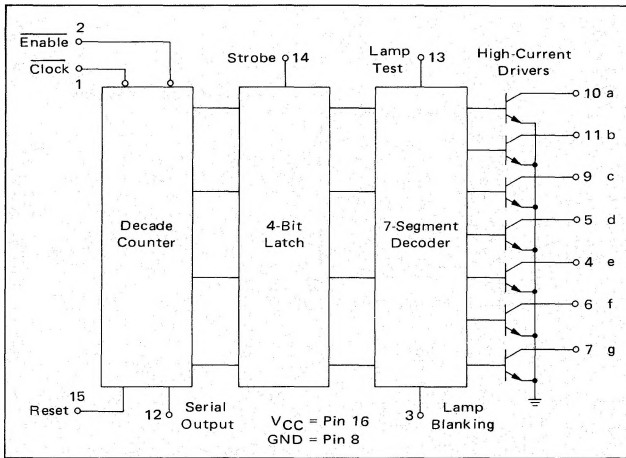 2
Enable
Clock
1
Strobe
14
Lamp
Test
13
High-Current
Drivers
10 a
11 b
9 c
5 d
4 e
6 f
7 g
Decade
Counter
4-Bit
Latch
7-Segment
Decoder
15
Reset
12
Serial
Output
VCC = Pin 16
GND = Pin 8
3
Lamp
Blanking